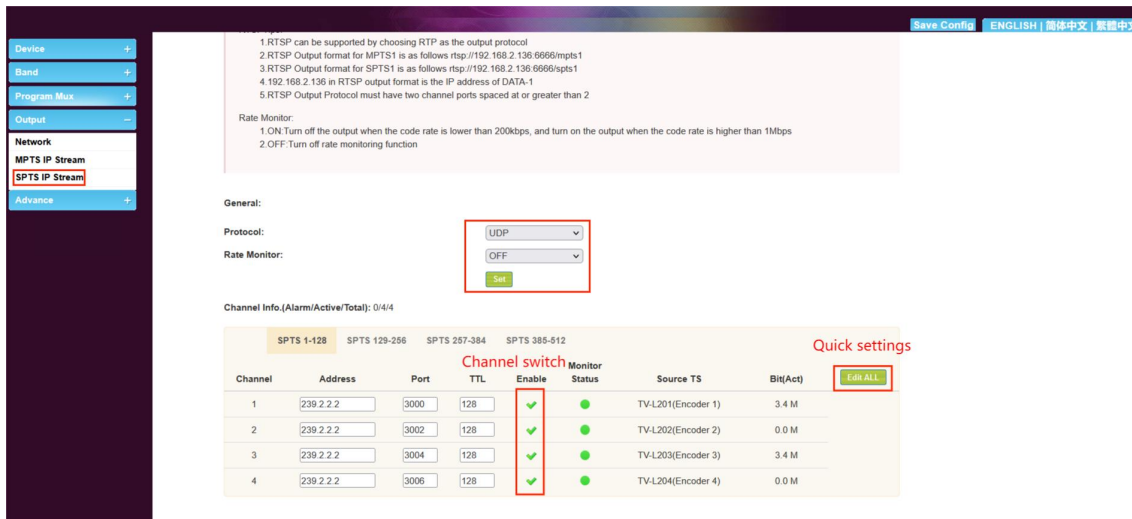 Save Config ENGLISH | 简体中文 | 繁體中文
Device +
Band +
Program Mux +
Output −
Network
MPTS IP Stream
SPTS IP Stream
Advance +
1.RTSP can be supported by choosing RTP as the output protocol
2.RTSP Output format for MPTS1 is as follows rtsp://192.168.2.136:6666/mpts1
3.RTSP Output format for SPTS1 is as follows rtsp://192.168.2.136:6666/spts1
4.192.168.2.136 in RTSP output format is the IP address of DATA-1
5.RTSP Output Protocol must have two channel ports spaced at or greater than 2
Rate Monitor:
1.ON:Turn off the output when the code rate is lower than 200kbps, and turn on the output when the code rate is higher than 1Mbps
2.OFF:Turn off rate monitoring function
General:
Protocol: UDP
Rate Monitor: OFF
Set
Channel Info.(Alarm/Active/Total): 0/4/4
SPTS 1-128 SPTS 129-256 SPTS 257-384 SPTS 385-512
Channel switch
Quick settings
Channel Address Port TTL Enable Monitor Status Source TS Bit(Act) Edit ALL
1 239.2.2.2 3000 128 TV-L201(Encoder 1) 3.4 M
2 239.2.2.2 3002 128 TV-L202(Encoder 2) 0.0 M
3 239.2.2.2 3004 128 TV-L203(Encoder 3) 3.4 M
4 239.2.2.2 3006 128 TV-L204(Encoder 4) 0.0 M